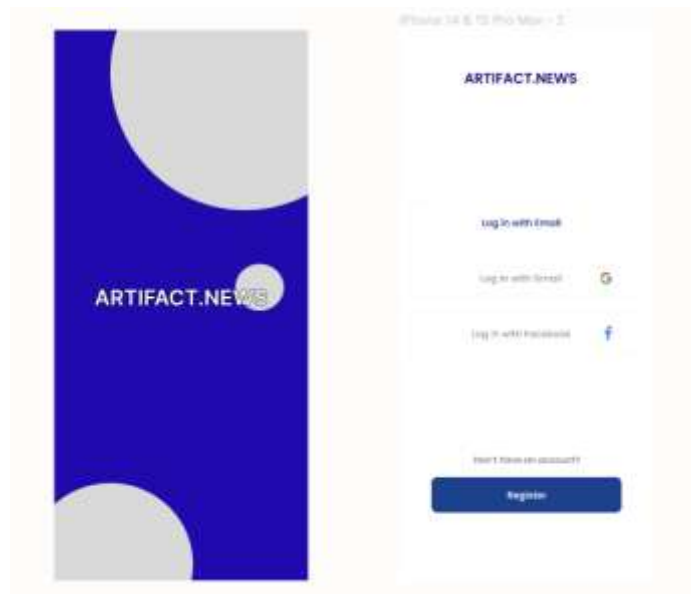 iPhone 14 & 15 Pro Max - 2
ARTIFACT.NEWS
ARTIFACT.NEWS
Log in with Email
Log in with Gmail
Log in with Facebook
Don't have an account?
Register